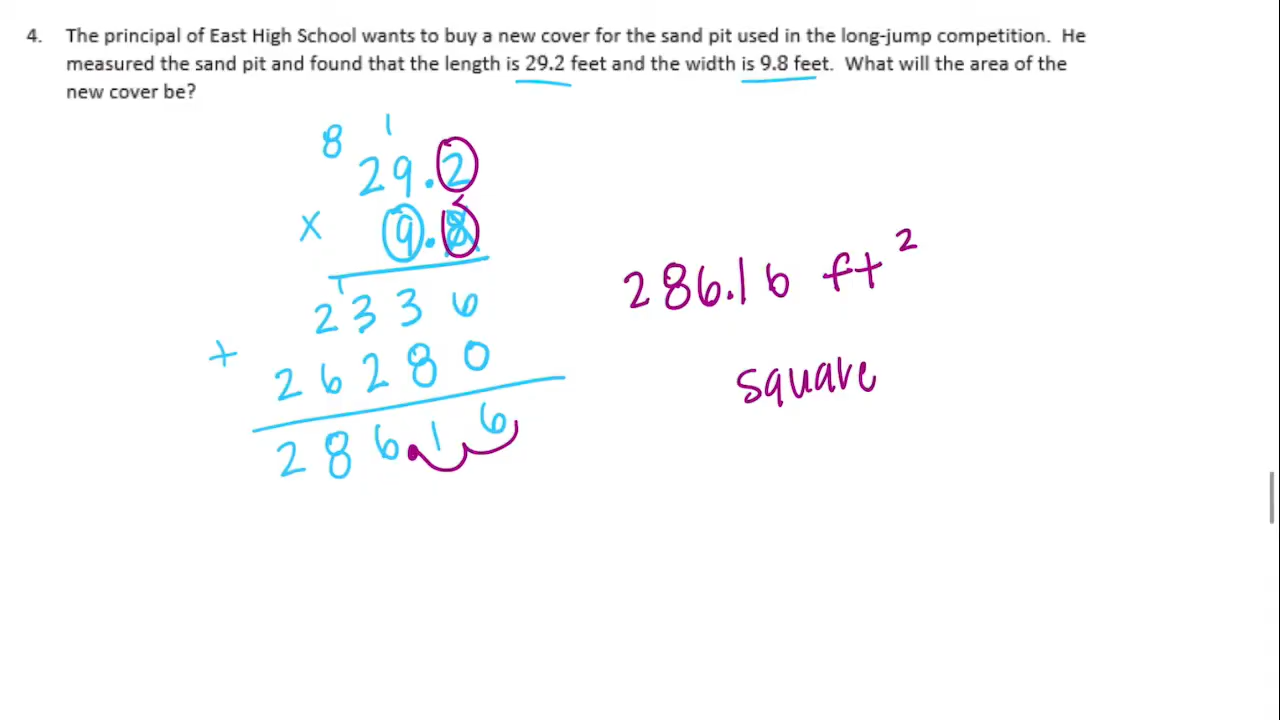 4. The principal of East High School wants to buy a new cover for the sand pit used in the long-jump competition. He
measured the sand pit and found that the length is 29.2 feet and the width is 9.8 feet. What will the area of the
new cover be?
8 1
29.2
x 9.8
1
2336
+ 26280
286.16
286.16 ft²
square